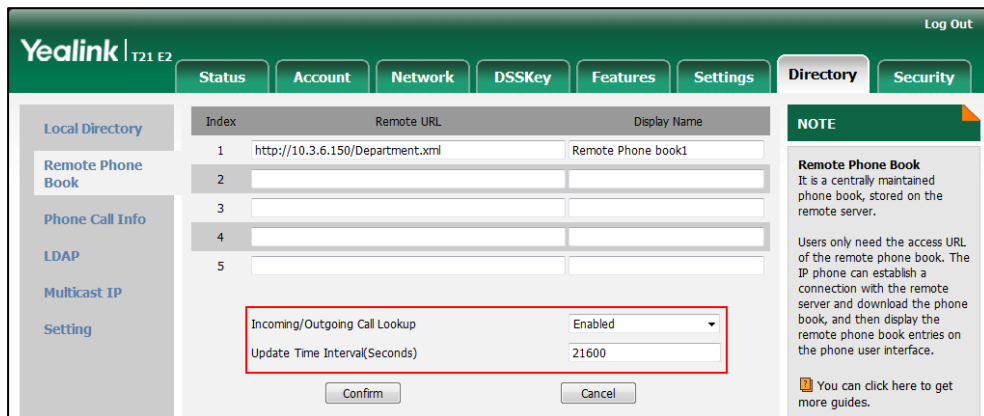 Log Out
Yealink T21 E2
Status Account Network DSSKey Features Settings Directory Security
Local Directory
Remote Phone
Book
Phone Call Info
LDAP
Multicast IP
Setting
Index Remote URL Display Name
1 http://10.3.6.150/Department.xml Remote Phone book1
2
3
4
5
Incoming/Outgoing Call Lookup Enabled
Update Time Interval(Seconds) 21600
Confirm Cancel
NOTE
Remote Phone Book
It is a centrally maintained
phone book, stored on the
remote server.
Users only need the access URL
of the remote phone book. The
IP phone can establish a
connection with the remote
server and download the phone
book, and then display the
remote phone book entries on
the phone user interface.
You can click here to get
more guides.